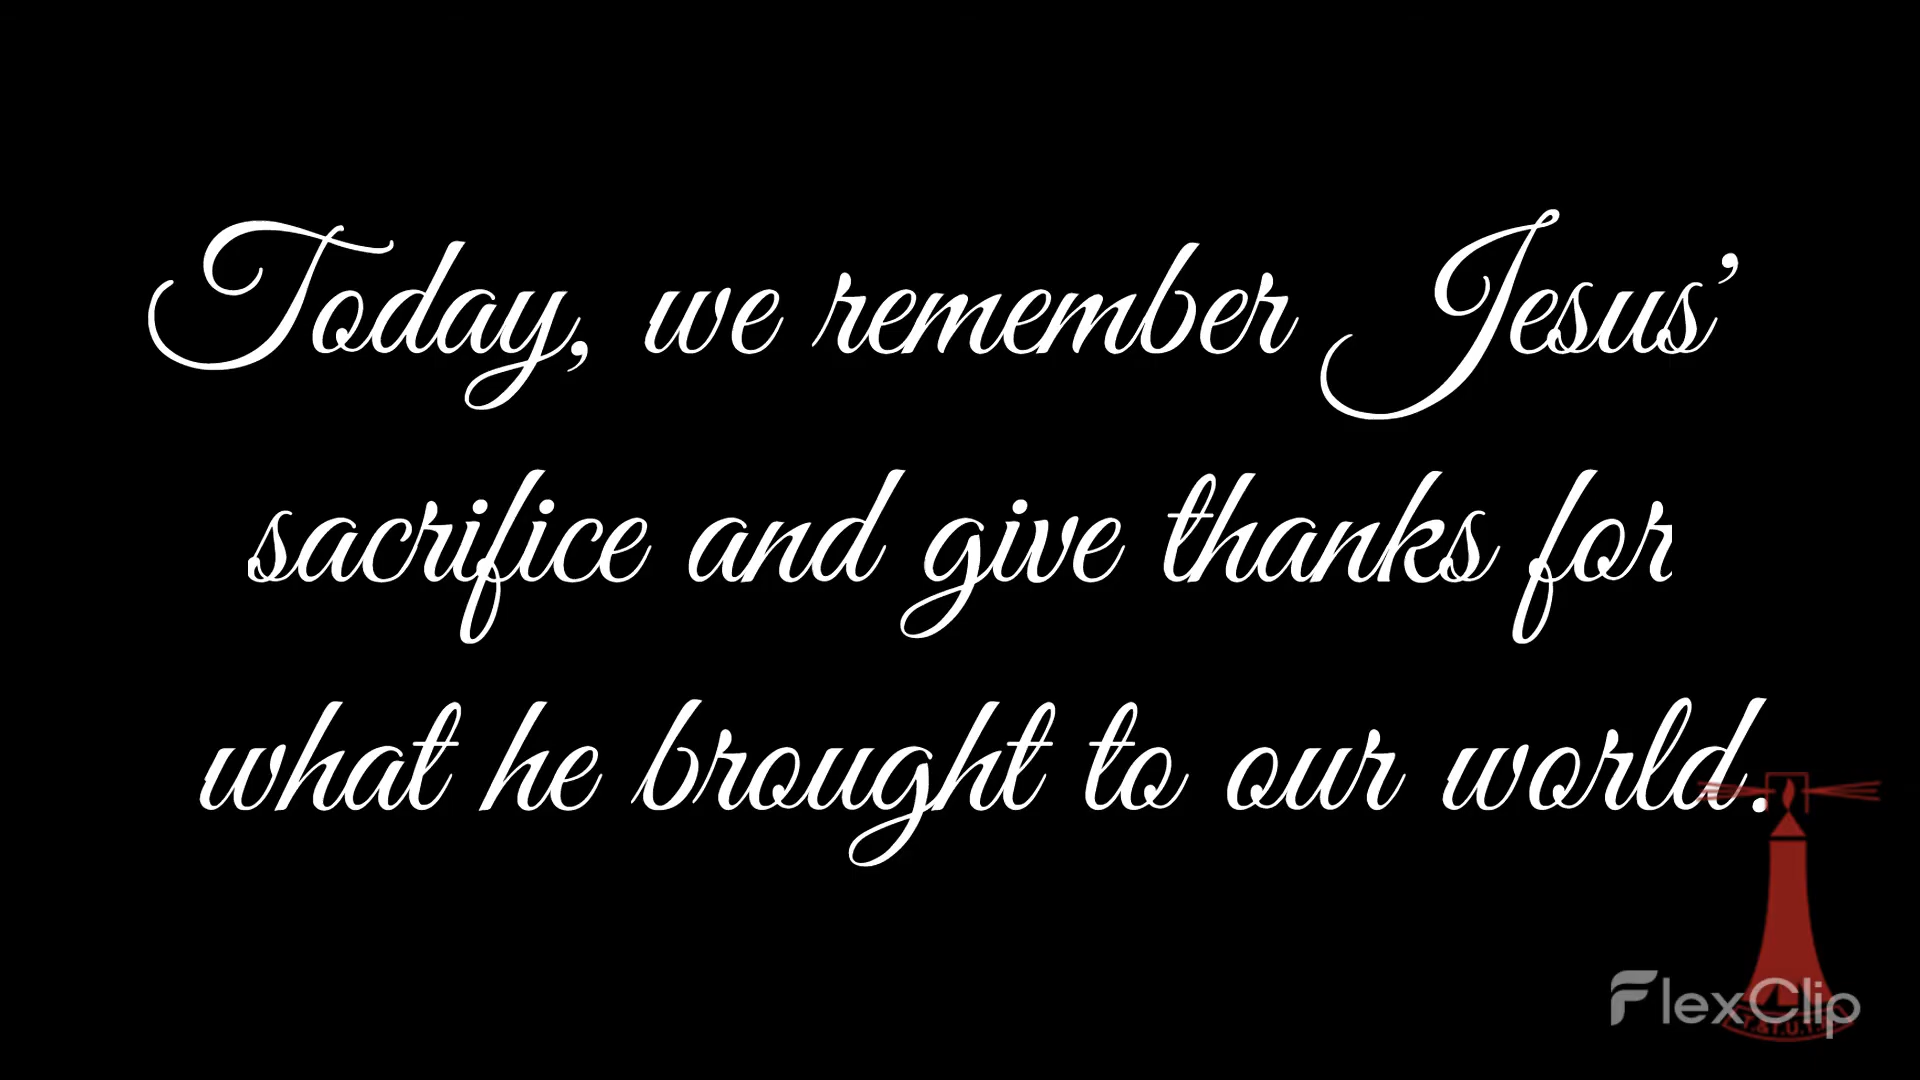 Today, we remember Jesus’
sacrifice and give thanks for
what he brought to our world.
FlexClip